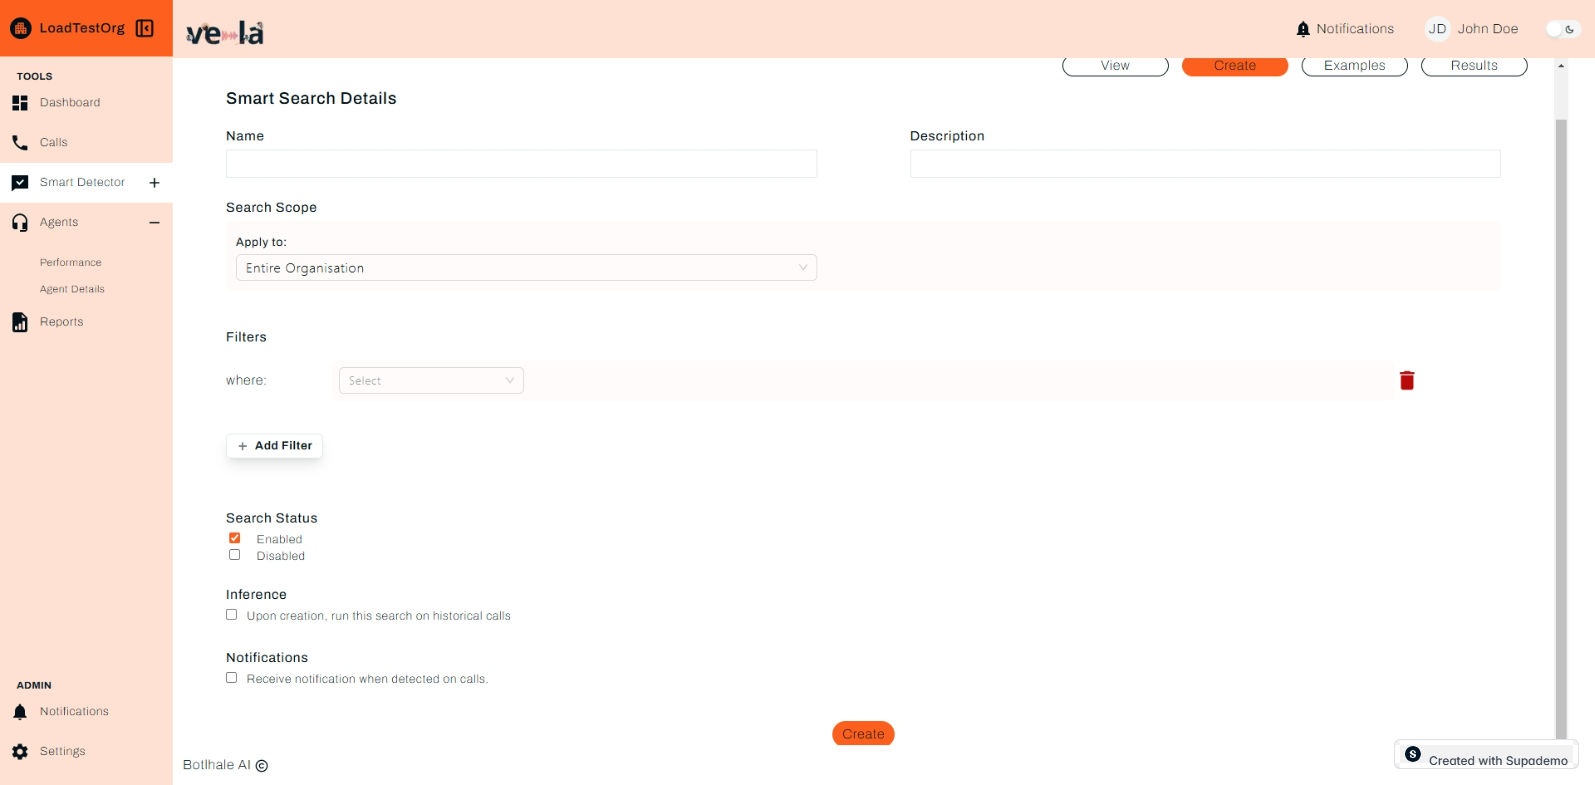 LoadTestOrg
vela
Notifications
JD
John Doe
TOOLS
Dashboard
Calls
Smart Detector
Agents
Performance
Agent Details
Reports
ADMIN
Notifications
Settings
View
Create
Examples
Results
Smart Search Details
Name
Description
Search Scope
Apply to:
Entire Organisation
Filters
where:
Select
+ Add Filter
Search Status
Enabled
Disabled
Inference
Upon creation, run this search on historical calls
Notifications
Receive notification when detected on calls.
Create
Botlhale AI ©
S Created with Supademo